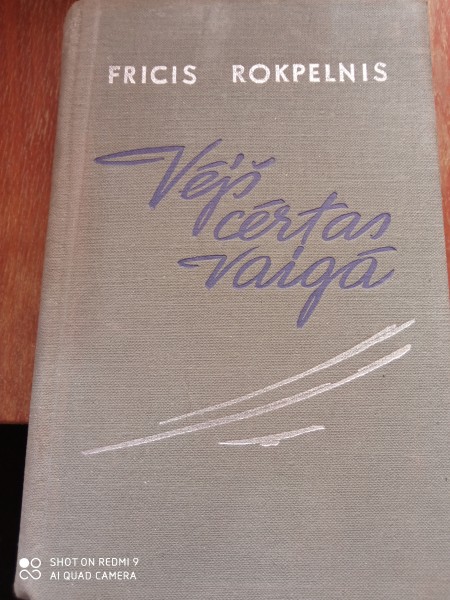 FRICIS ROKPELNIS
Vējš
cērtas
vaigā
SHOT ON REDMI 9
AI QUAD CAMERA